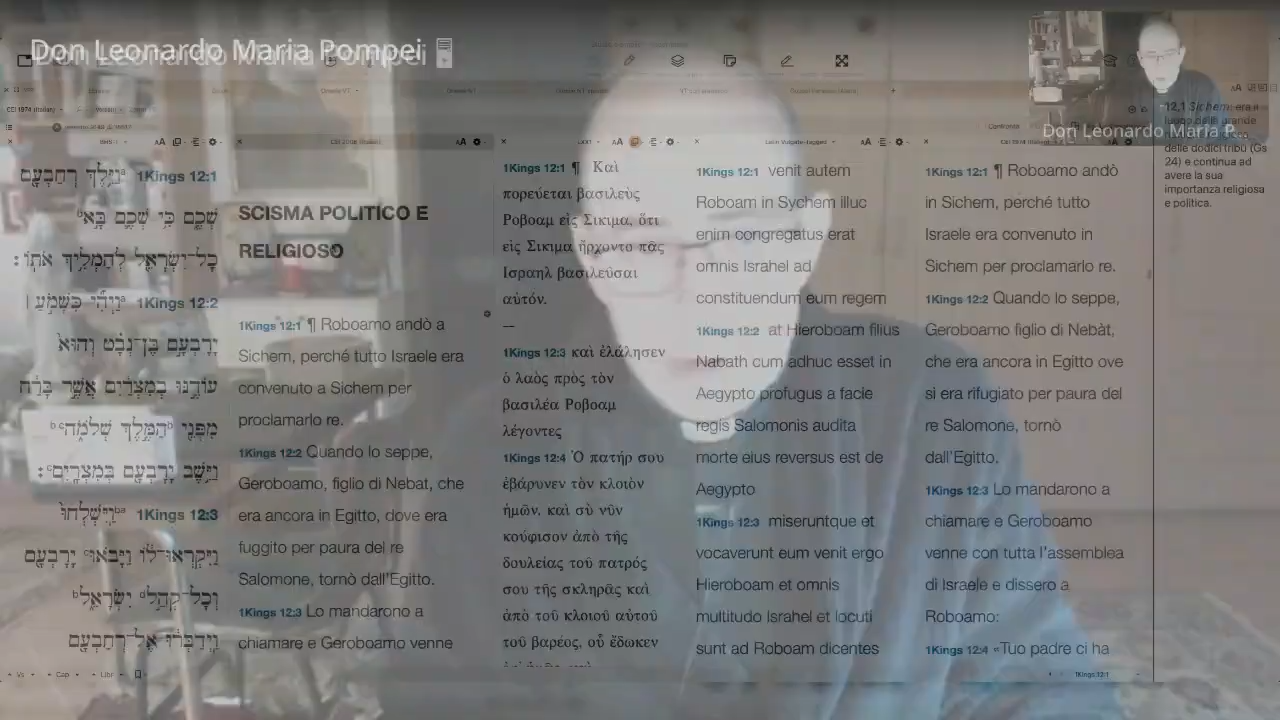 Don Leonardo Maria Pompei
Don Leonardo Maria P...
12,1 Sichem: era il
delle dodici tribù (Gs
24) e continua ad
avere la sua
importanza religiosa
e politica.
1Kings 12:1
שְׁכֶם כִּי שְׁכֶם בָּא
כָל־יִשְׂרָאֵל לְהַמְלִיךְ אֹתוֹ׃
1Kings 12:2
יָרָבְעָם בֶּן־נְבָט וְהוּא
עוֹדֶנּוּ בְמִצְרַיִם אֲשֶׁר בָּרַח
מִפְּנֵי הַמֶּלֶךְ שְׁלֹמֹה
וַיֵּשֶׁב יָרָבְעָם בְּמִצְרָיִם׃
1Kings 12:3 וַיִּשְׁלְחוּ
וַיִּקְרְאוּ־לוֹ וַיָּבֹאוּ יָרָבְעָם
וְכָל־קְהַל יִשְׂרָאֵל
וַיְדַבְּרוּ אֶל־רְחַבְעָם
SCISMA POLITICO E
RELIGIOSO
1Kings 12:1 ¶ Roboamo andò a
Sichem, perché tutto Israele era
convenuto a Sichem per
proclamarlo re.
1Kings 12:2 Quando lo seppe,
Geroboamo, figlio di Nebat, che
era ancora in Egitto, dove era
fuggito per paura del re
Salomone, tornò dall'Egitto.
1Kings 12:3 Lo mandarono a
chiamare e Geroboamo venne
1Kings 12:1 ¶ Καὶ
πορεύεται βασιλεὺς
Ροβοαμ εἰς Σικιμα, ὅτι
εἰς Σικιμα ἤρχοντο πᾶς
Ισραηλ βασιλεῦσαι
αὐτόν.
—
1Kings 12:3 καὶ ἐλάλησεν
ὁ λαὸς πρὸς τὸν
βασιλέα Ροβοαμ
λέγοντες
1Kings 12:4 Ὁ πατήρ σου
ἐβάρυνεν τὸν κλοιὸν
ἡμῶν, καὶ σὺ νῦν
κούφισον ἀπὸ τῆς
δουλείας τοῦ πατρός
σου τῆς σκληρᾶς καὶ
ἀπὸ τοῦ κλοιοῦ αὐτοῦ
τοῦ βαρέος, οὗ ἔδωκεν
1Kings 12:1 venit autem
Roboam in Sychem illuc
enim congregatus erat
omnis Israhel ad
constituendum eum regem
1Kings 12:2 at Hieroboam filius
Nabath cum adhuc esset in
Aegypto profugus a facie
regis Salomonis audita
morte eius reversus est de
Aegypto
1Kings 12:3 miseruntque et
vocaverunt eum venit ergo
Hieroboam et omnis
multitudo Israhel et locuti
sunt ad Roboam dicentes
1Kings 12:1 ¶ Roboamo andò
in Sichem, perché tutto
Israele era convenuto in
Sichem per proclamarlo re.
1Kings 12:2 Quando lo seppe,
Geroboamo figlio di Nebàt,
che era ancora in Egitto ove
si era rifugiato per paura del
re Salomone, tornò
dall'Egitto.
1Kings 12:3 Lo mandarono a
chiamare e Geroboamo
venne con tutta l'assemblea
di Israele e dissero a
Roboamo:
1Kings 12:4 «Tuo padre ci ha
1Kings 12:1